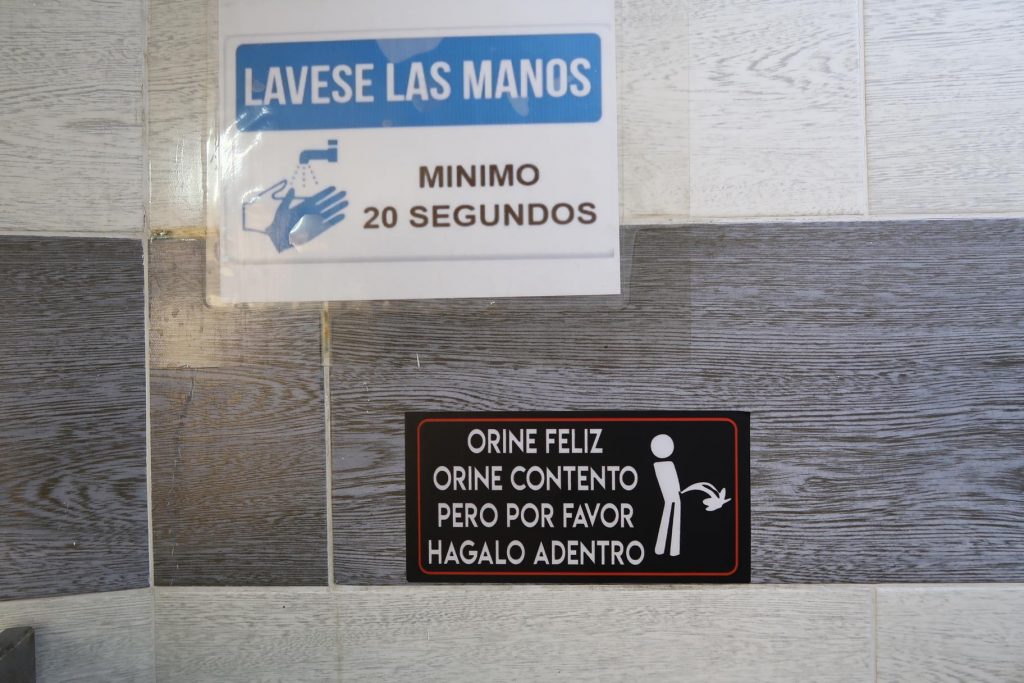 LAVESE LAS MANOS
MINIMO
20 SEGUNDOS
ORINE FELIZ
ORINE CONTENTO
PERO POR FAVOR
HAGALO ADENTRO